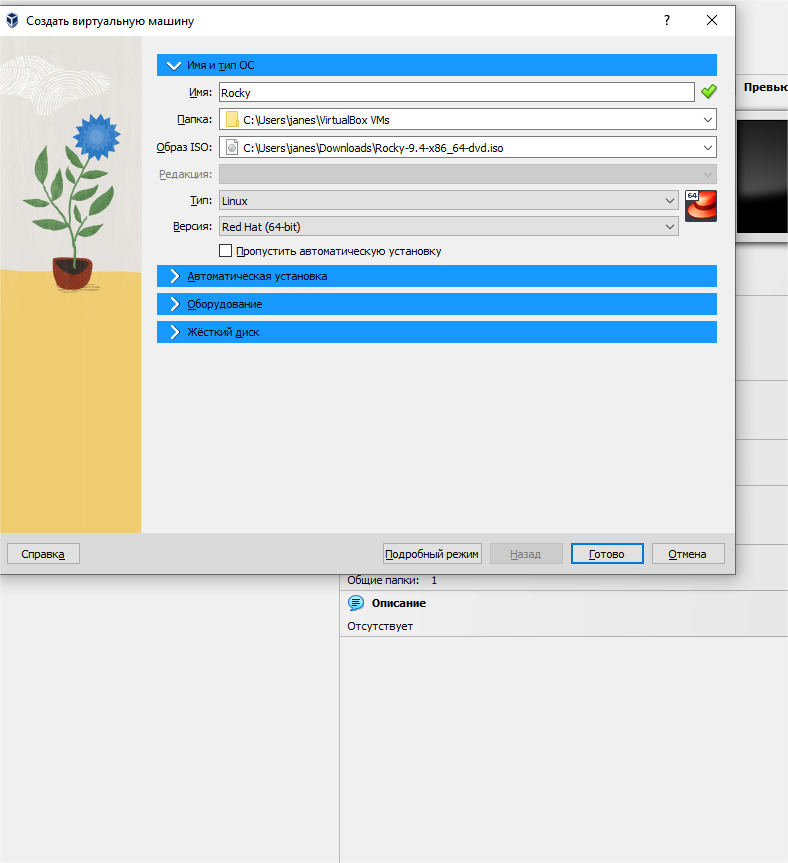 Создать виртуальную машину
?
Имя и тип ОС
Имя: Rocky
Папка: C:\Users\janes\VirtualBox VMs
Образ ISO: C:\Users\janes\Downloads\Rocky-9.4-x86_64-dvd.iso
Редакция:
Тип: Linux
64
Версия: Red Hat (64-bit)
Пропустить автоматическую установку
Автоматическая установка
Оборудование
Жёсткий диск
Справка Подробный режим Назад Готово Отмена
Превью
Общие папки: 1
Описание
Отсутствует